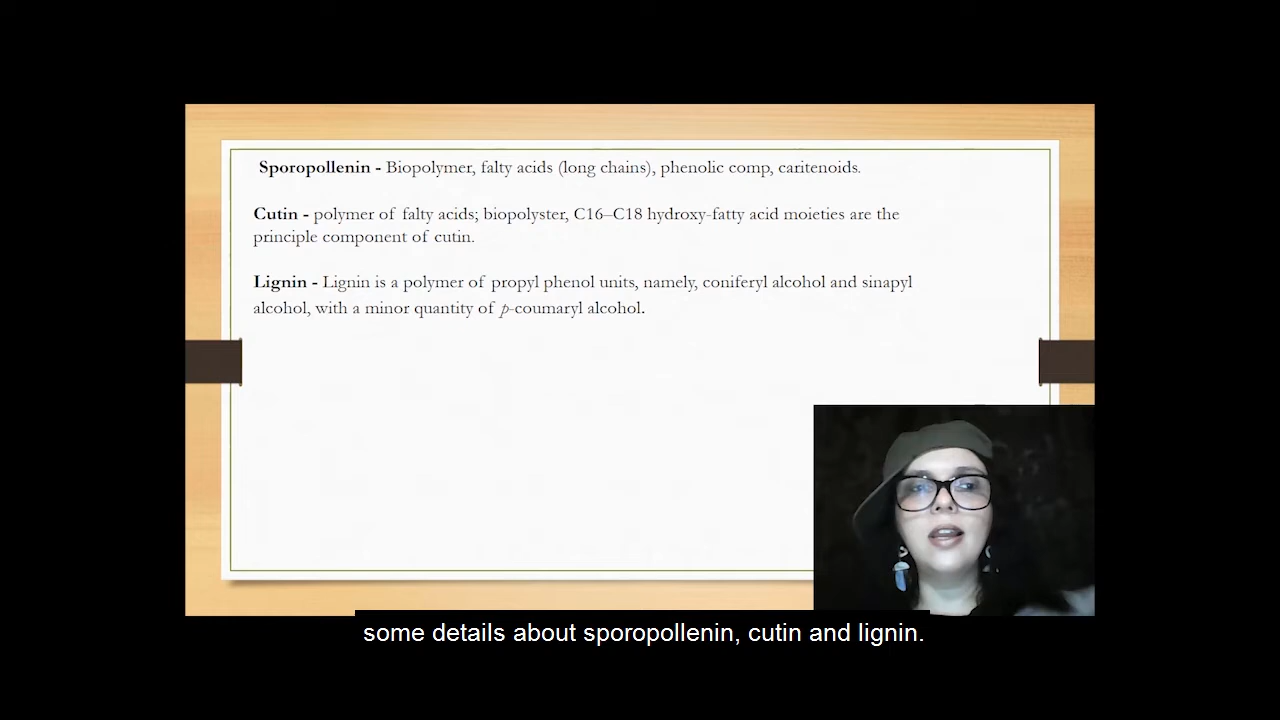 Sporopollenin - Biopolymer, falty acids (long chains), phenolic comp, caritenoids.
Cutin - polymer of falty acids; biopolyster, C16–C18 hydroxy-fatty acid moieties are the
principle component of cutin.
Lignin - Lignin is a polymer of propyl phenol units, namely, coniferyl alcohol and sinapyl
alcohol, with a minor quantity of p-coumaryl alcohol.
some details about sporopollenin, cutin and lignin.